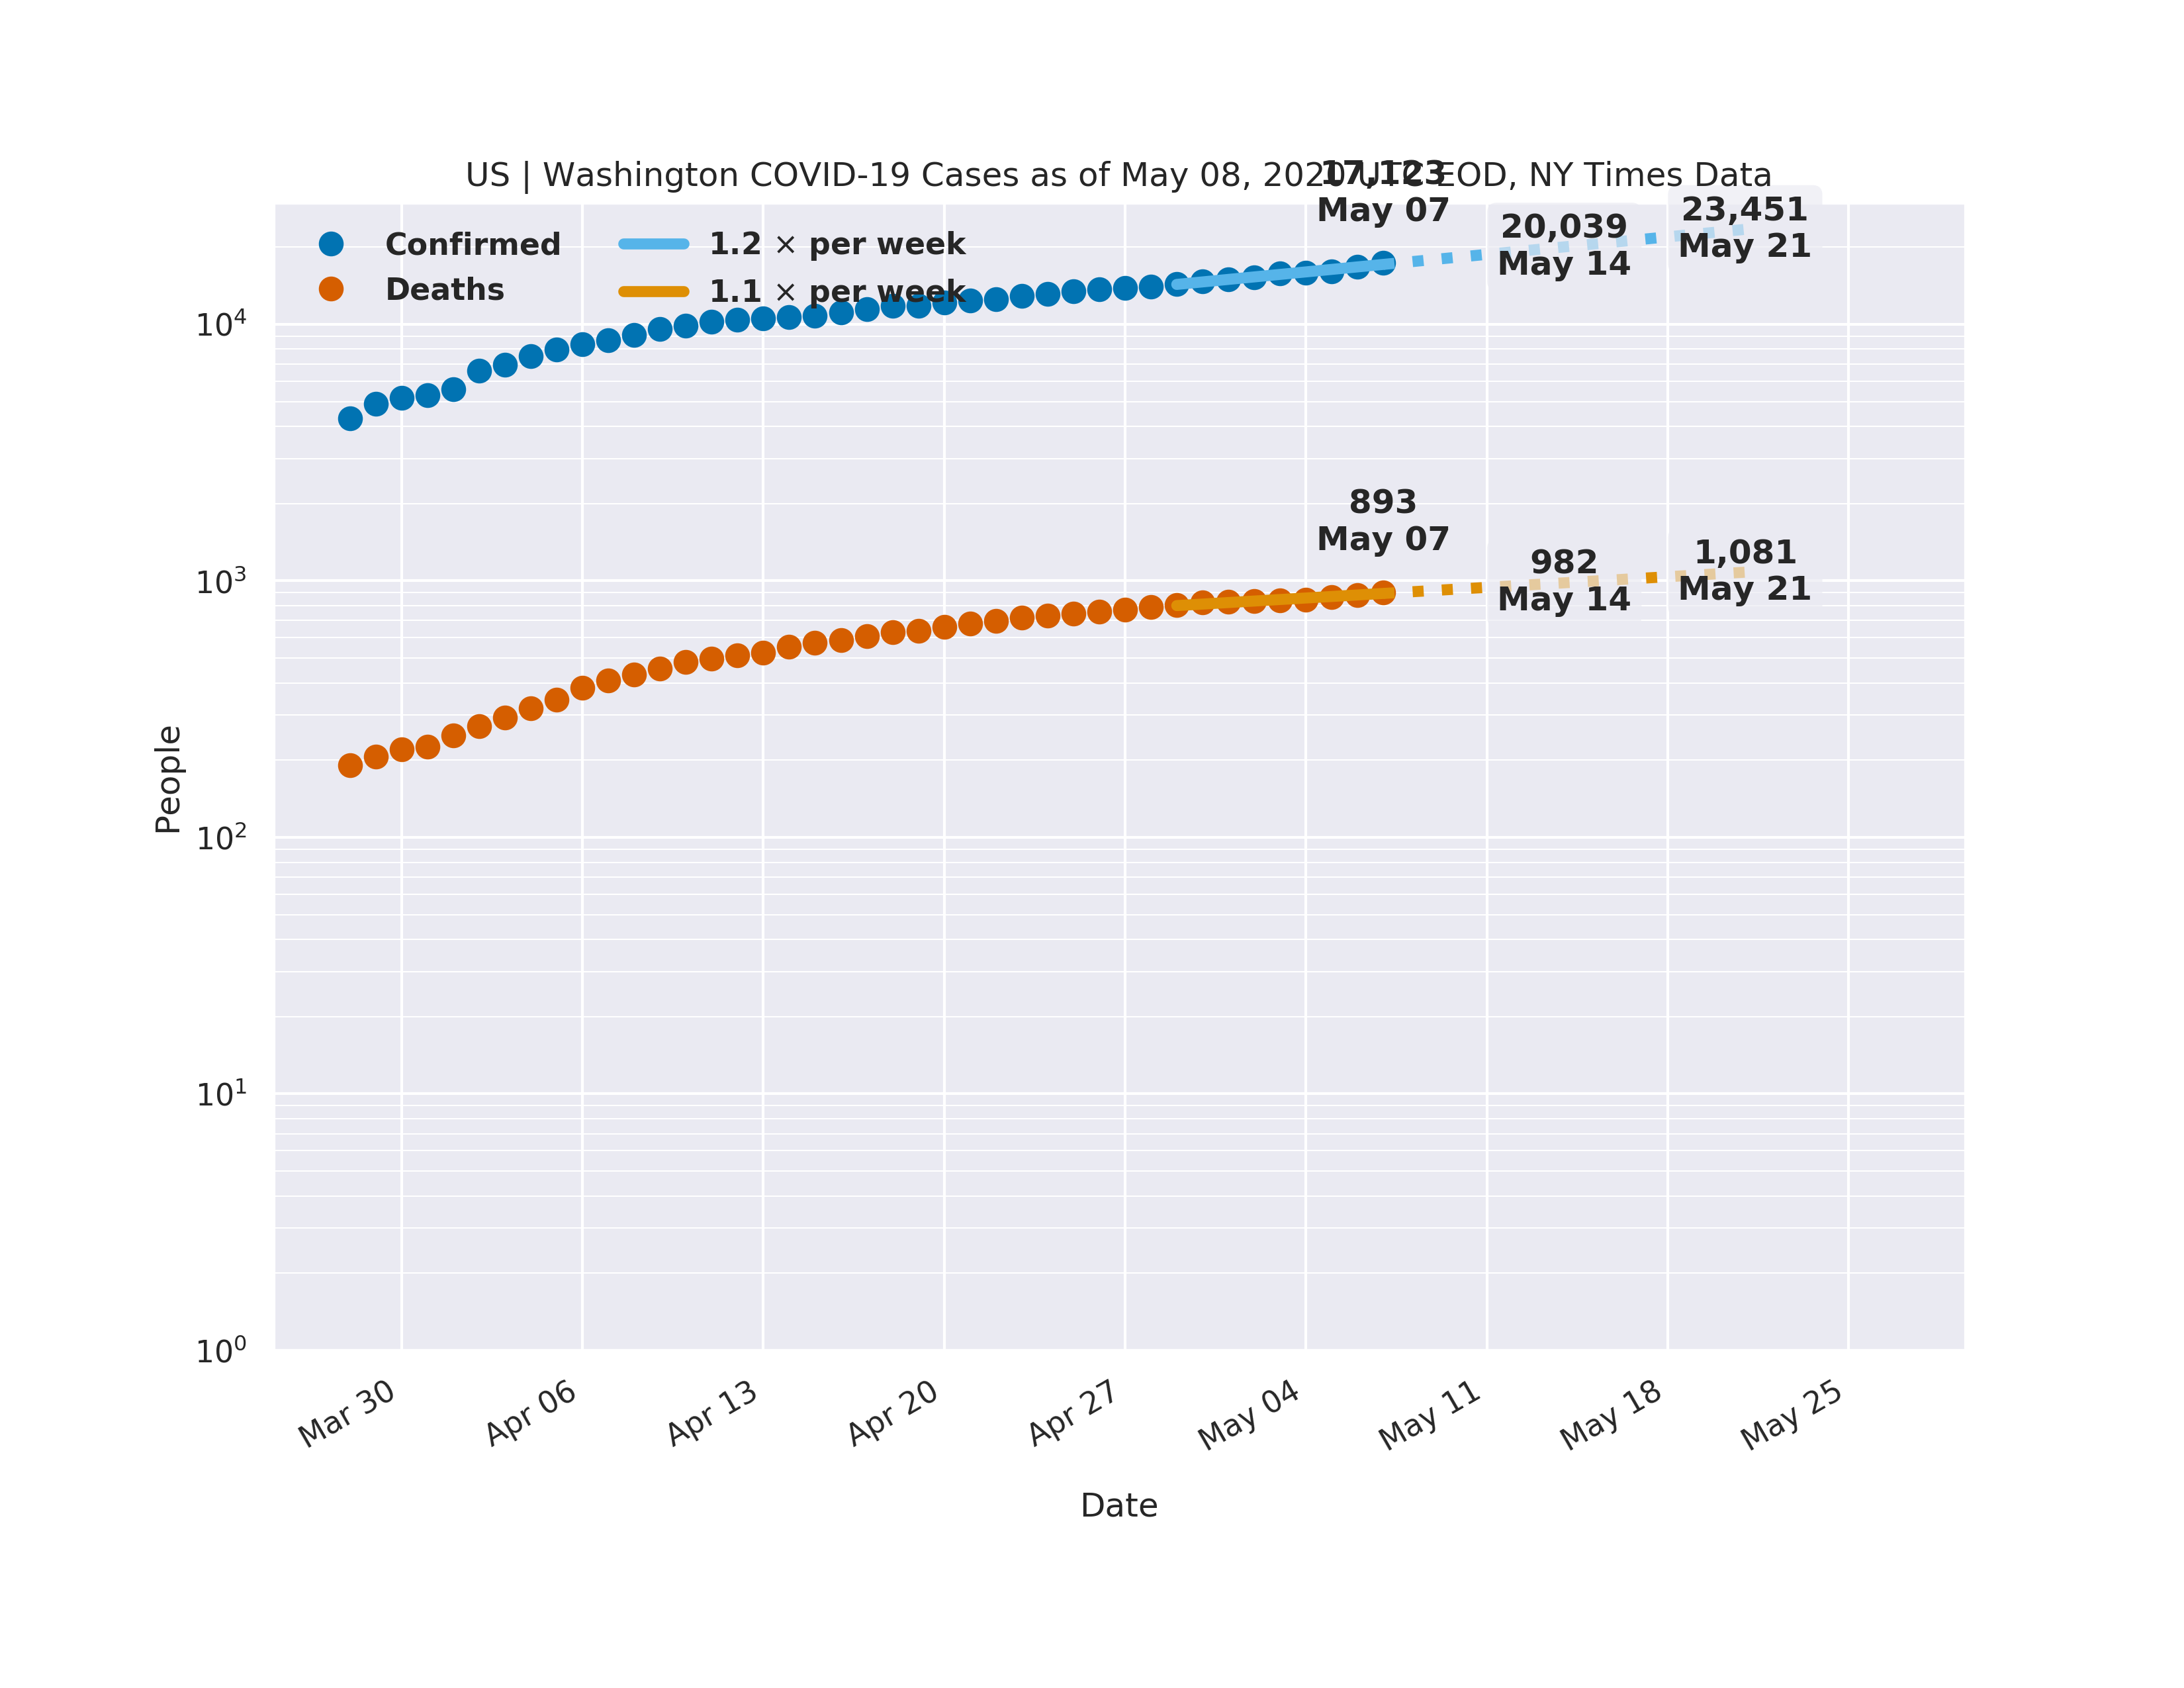 US | Washington COVID-19 Cases as of May 08, 2020 UTC EOD, NY Times Data
17,123
May 07
20,039
May 14
23,451
May 21
Confirmed
Deaths
1.2 × per week
1.1 × per week
893
May 07
982
May 14
1,081
May 21
People
10⁴
10³
10²
10¹
10⁰
Mar 30
Apr 06
Apr 13
Apr 20
Apr 27
May 04
May 11
May 18
May 25
Date